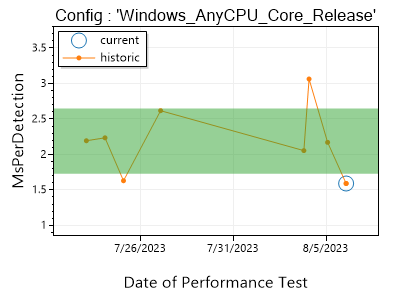 Config : 'Windows_AnyCPU_Core_Release'
current
historic
3.5
3
2.5
2
1.5
1
MsPerDetection
7/26/2023
7/31/2023
8/5/2023
Date of Performance Test